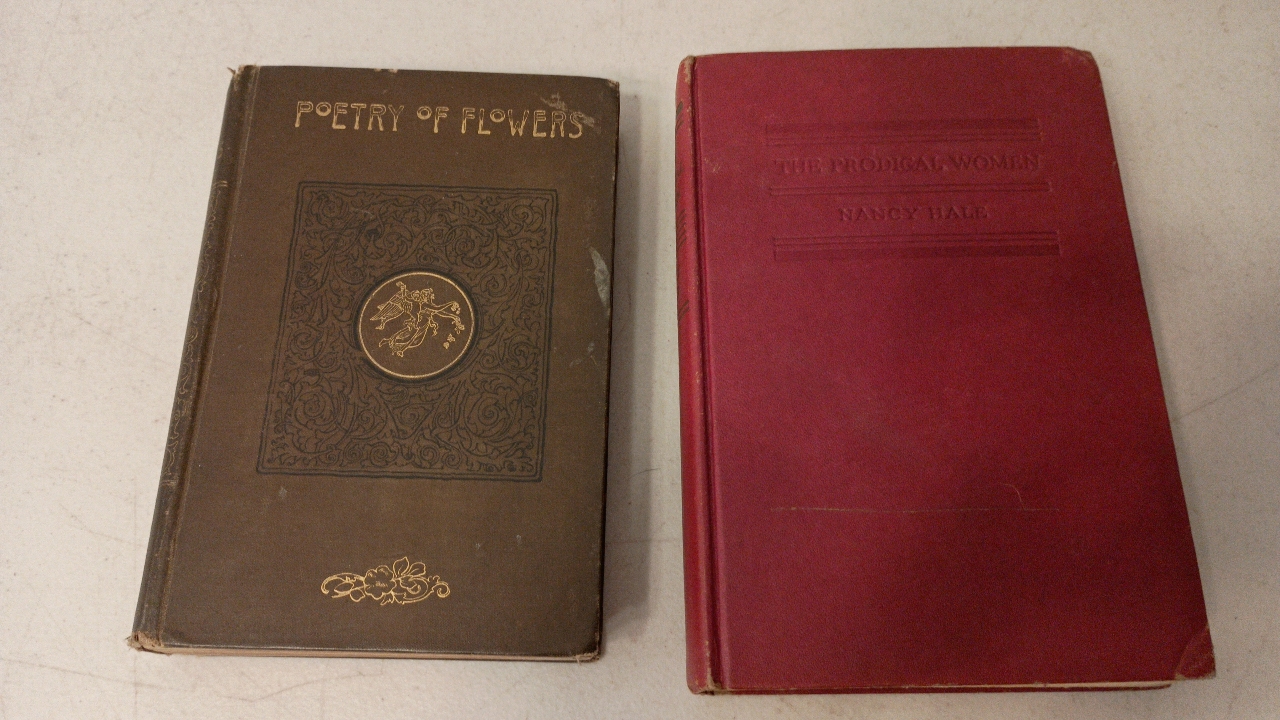 POETRY OF FLOWERS
THE PRODIGAL WOMEN
NANCY HALE